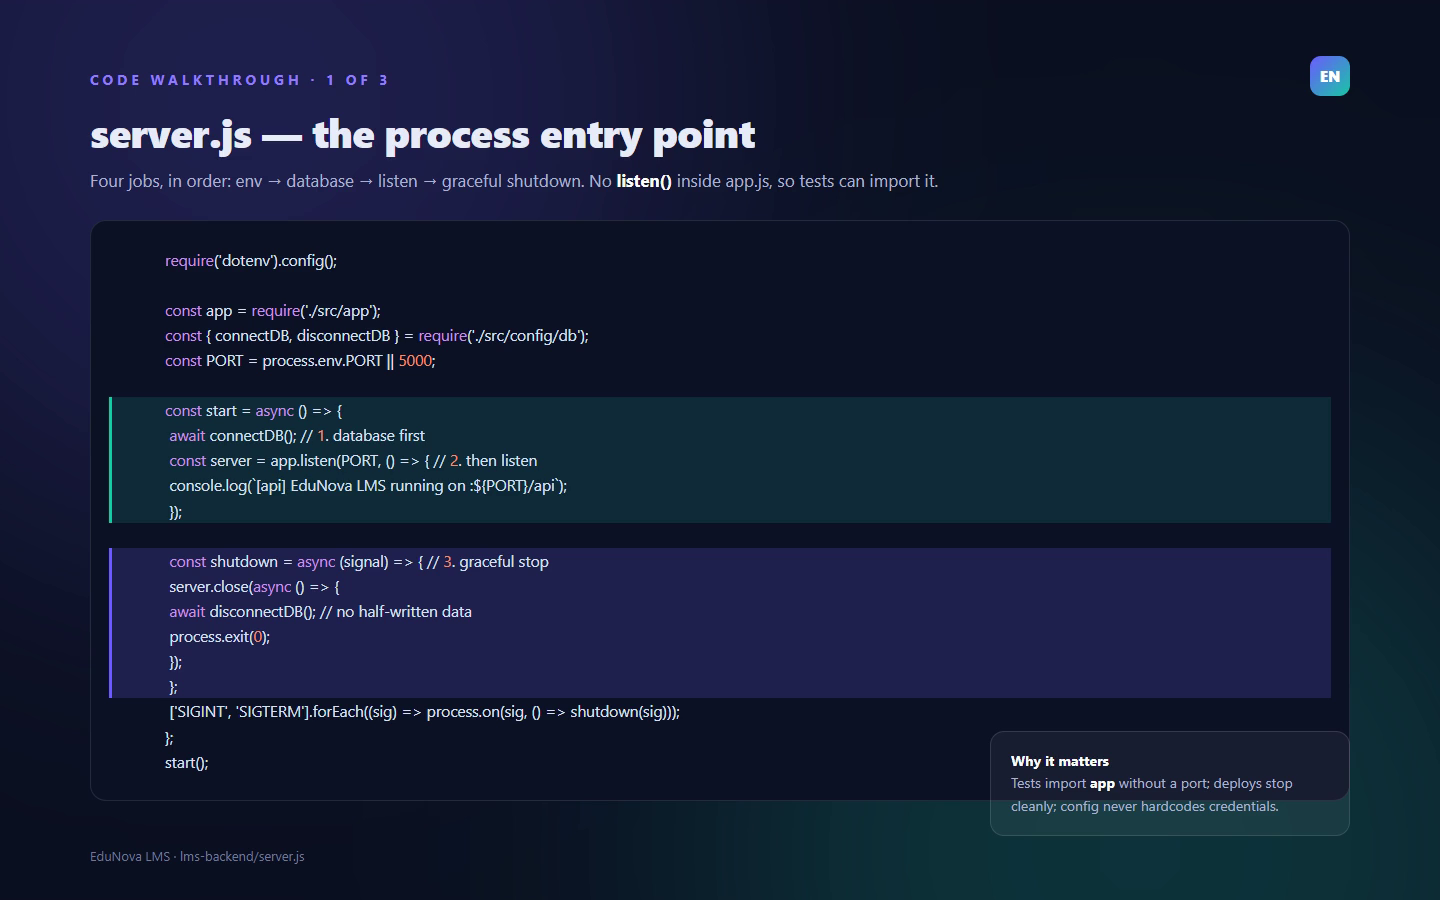 CODE WALKTHROUGH · 1 OF 3
EN
server.js — the process entry point
Four jobs, in order: env → database → listen → graceful shutdown. No listen() inside app.js, so tests can import it.
require('dotenv').config();
const app = require('./src/app');
const { connectDB, disconnectDB } = require('./src/config/db');
const PORT = process.env.PORT || 5000;
const start = async () => {
await connectDB(); // 1. database first
const server = app.listen(PORT, () => { // 2. then listen
console.log(`[api] EduNova LMS running on :${PORT}/api`);
});
const shutdown = async (signal) => { // 3. graceful stop
server.close(async () => {
await disconnectDB(); // no half-written data
process.exit(0);
});
};
['SIGINT', 'SIGTERM'].forEach((sig) => process.on(sig, () => shutdown(sig)));
};
start();
Why it matters
Tests import app without a port; deploys stop
cleanly; config never hardcodes credentials.
EduNova LMS · lms-backend/server.js